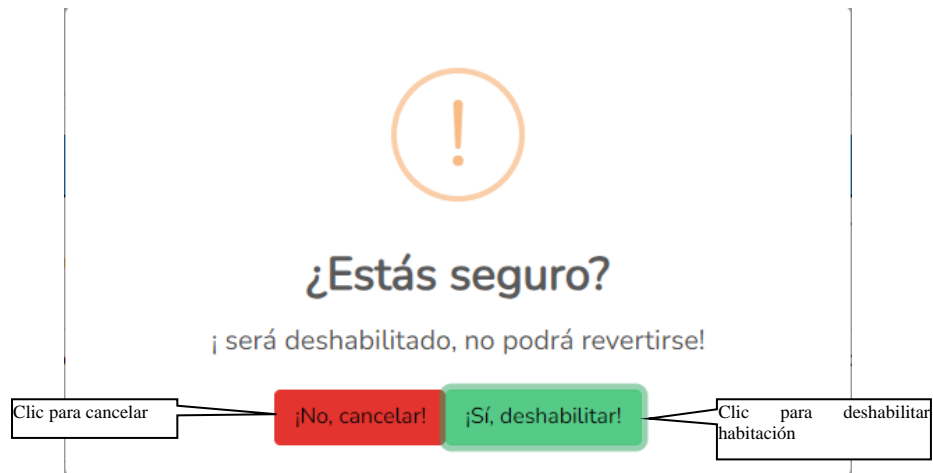 !
¿Estás seguro?
¡ será deshabilitado, no podrá revertirse!
Clic para cancelar
¡No, cancelar!
¡Sí, deshabilitar!
Clic para deshabilitar
habitación